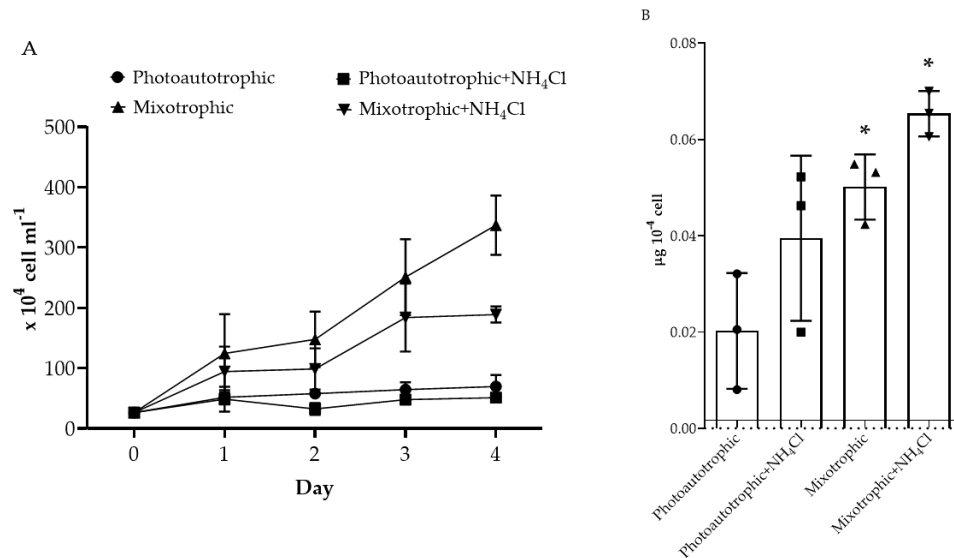 A
Photoautotrophic
Photoautotrophic+NH₄Cl
Mixotrophic
Mixotrophic+NH₄Cl
x 10⁴ cell ml⁻¹
500
400
300
200
100
0
0 1 2 3 4
Day
B
µg 10⁻⁴ cell
0.08
0.06
0.04
0.02
0.00
*
*
Photoautotrophic
Photoautotrophic+NH₄Cl
Mixotrophic
Mixotrophic+NH₄Cl